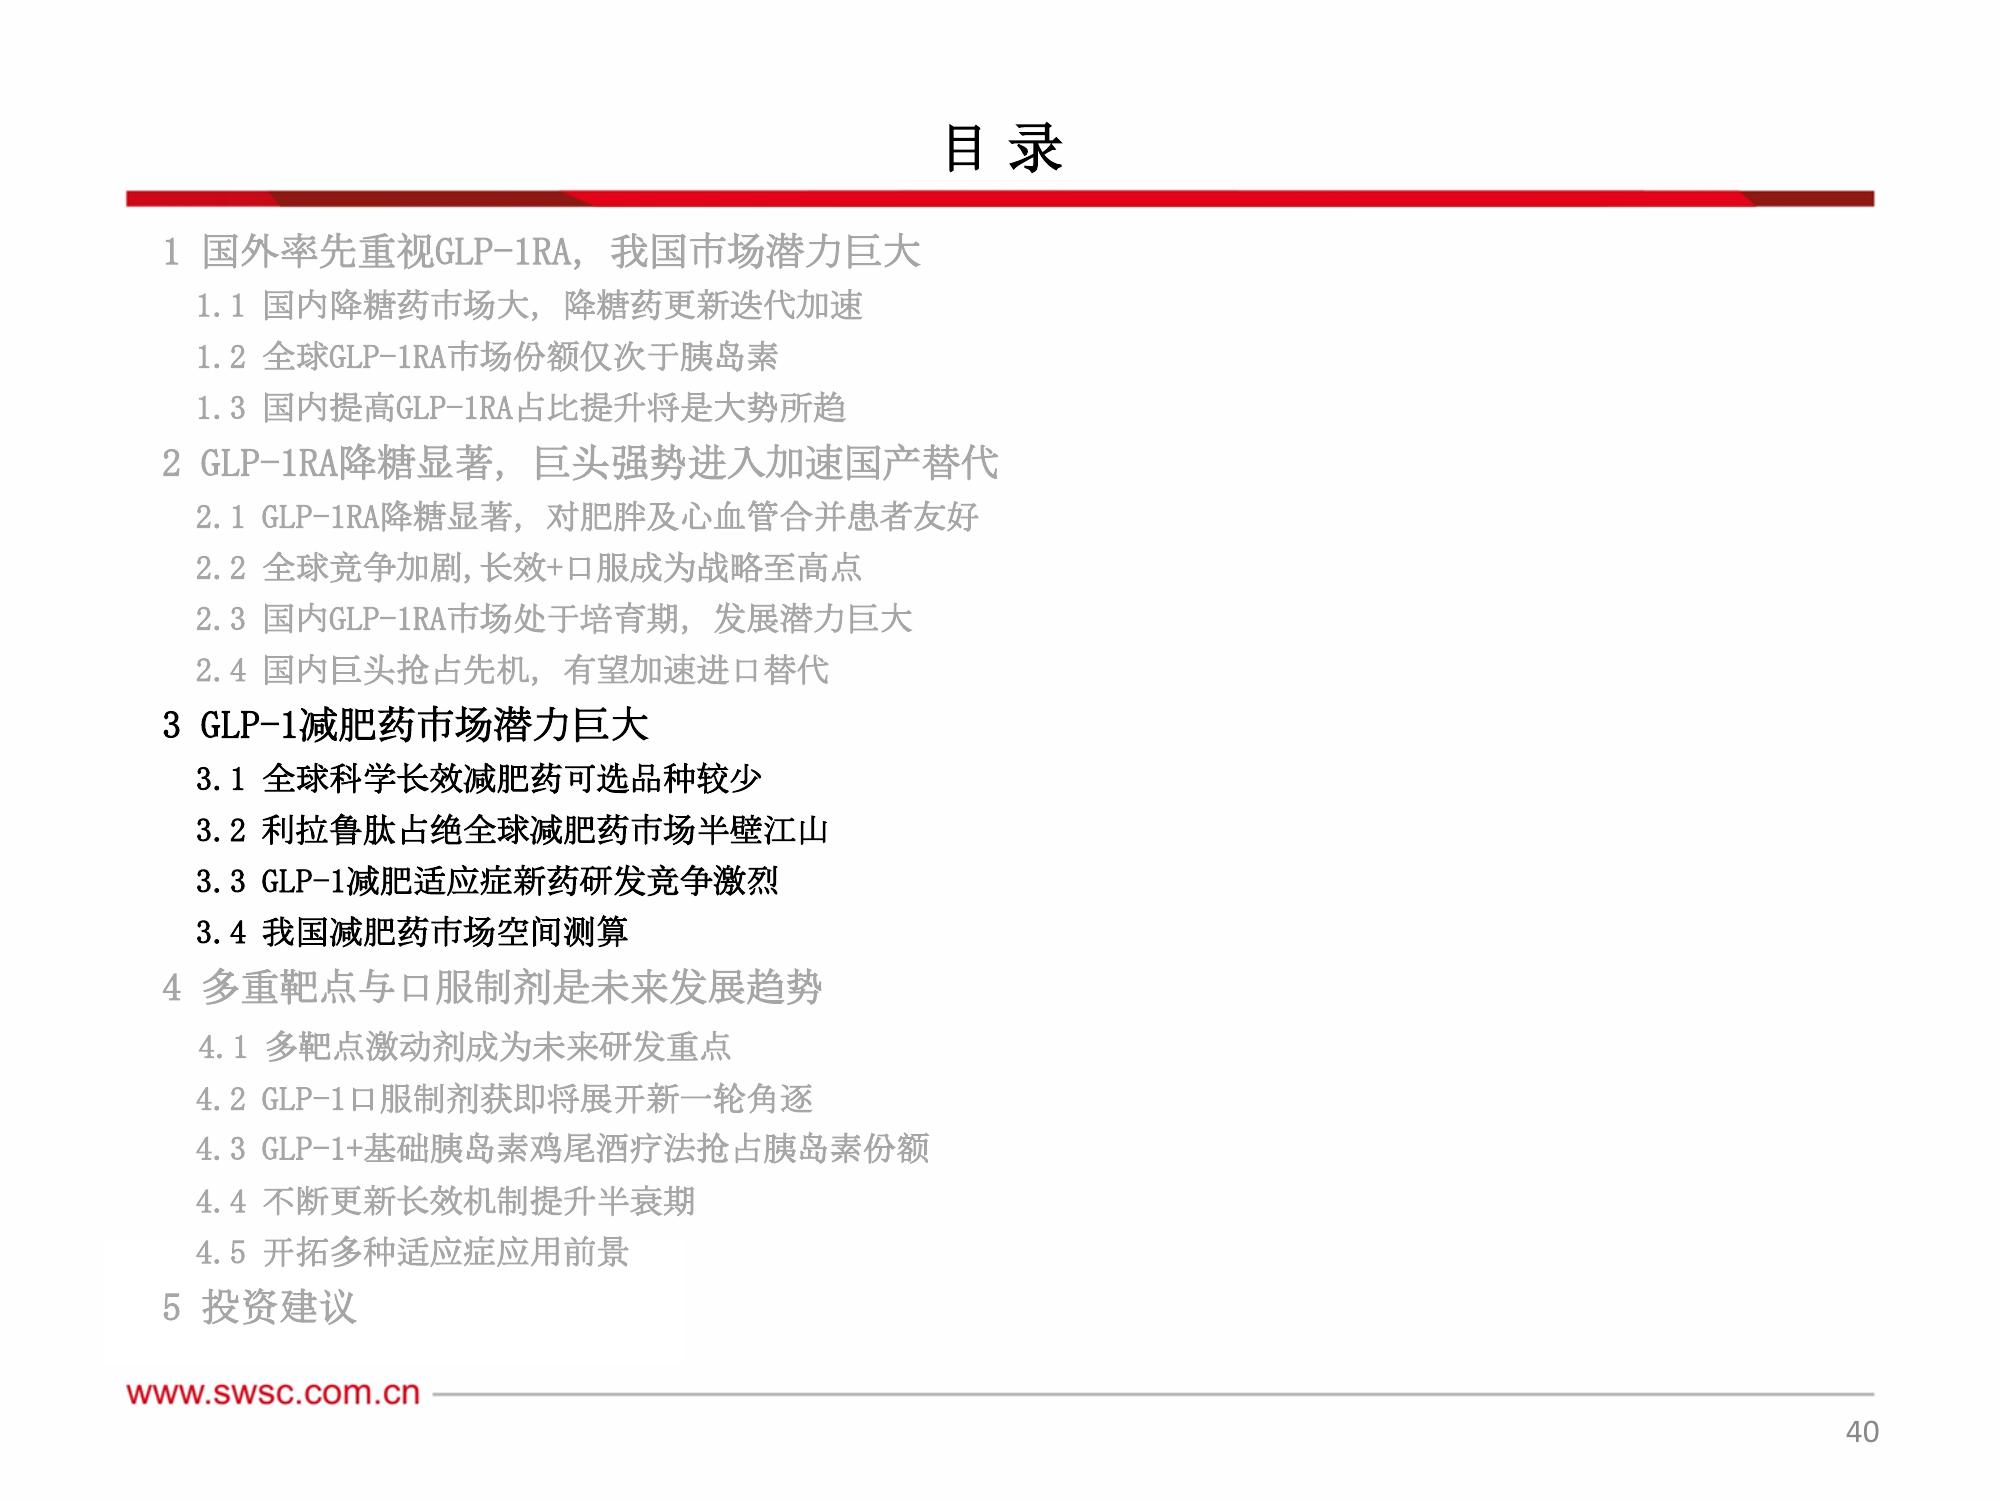 目 录
1 国外率先重视GLP-1RA，我国市场潜力巨大
1.1 国内降糖药市场大，降糖药更新迭代加速
1.2 全球GLP-1RA市场份额仅次于胰岛素
1.3 国内提高GLP-1RA占比提升将是大势所趋
2 GLP-1RA降糖显著，巨头强势进入加速国产替代
2.1 GLP-1RA降糖显著，对肥胖及心血管合并患者友好
2.2 全球竞争加剧,长效+口服成为战略至高点
2.3 国内GLP-1RA市场处于培育期，发展潜力巨大
2.4 国内巨头抢占先机，有望加速进口替代
3 GLP-1减肥药市场潜力巨大
3.1 全球科学长效减肥药可选品种较少
3.2 利拉鲁肽占绝全球减肥药市场半壁江山
3.3 GLP-1减肥适应症新药研发竞争激烈
3.4 我国减肥药市场空间测算
4 多重靶点与口服制剂是未来发展趋势
4.1 多靶点激动剂成为未来研发重点
4.2 GLP-1口服制剂获即将展开新一轮角逐
4.3 GLP-1+基础胰岛素鸡尾酒疗法抢占胰岛素份额
4.4 不断更新长效机制提升半衰期
4.5 开拓多种适应症应用前景
5 投资建议
www.swsc.com.cn
40